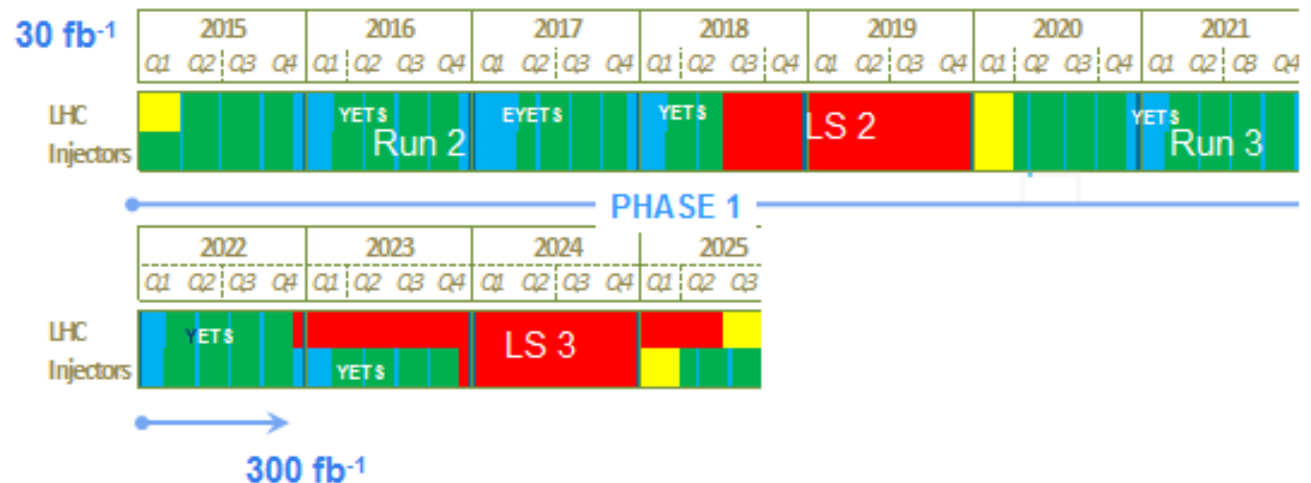 30 fb-1
2015 2016 2017 2018 2019 2020 2021
Q1 Q2 Q3 Q4 Q1 Q2 Q3 Q4 Q1 Q2 Q3 Q4 Q1 Q2 Q3 Q4 Q1 Q2 Q3 Q4 Q1 Q2 Q3 Q4 Q1 Q2 Q3 Q4
LHC YETS EYETS YETS LS 2 YETS
Injectors Run 2 Run 3
PHASE 1
2022 2023 2024 2025
Q1 Q2 Q3 Q4 Q1 Q2 Q3 Q4 Q1 Q2 Q3 Q4 Q1 Q2 Q3
LHC YETS LS 3
Injectors YETS
300 fb-1